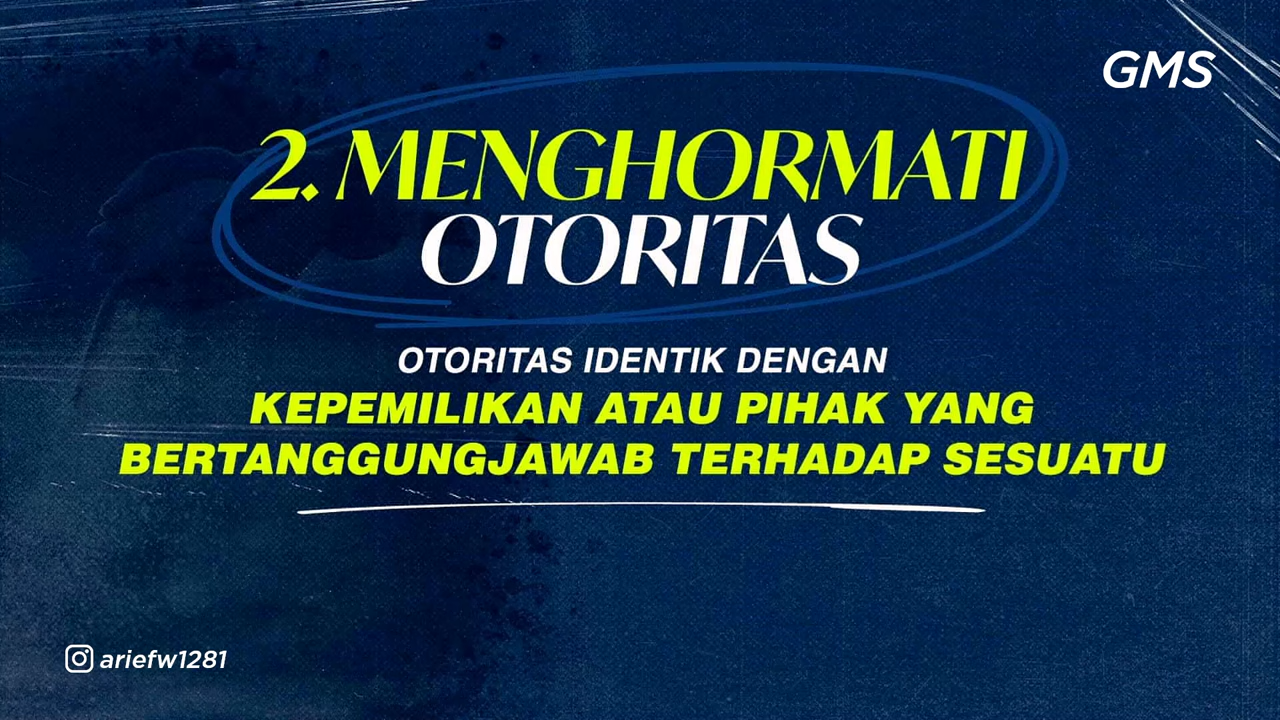 GMS
2. MENGHORMATI
OTORITAS
OTORITAS IDENTIK DENGAN
KEPEMILIKAN ATAU PIHAK YANG
BERTANGGUNGJAWAB TERHADAP SESUATU
ariefw1281